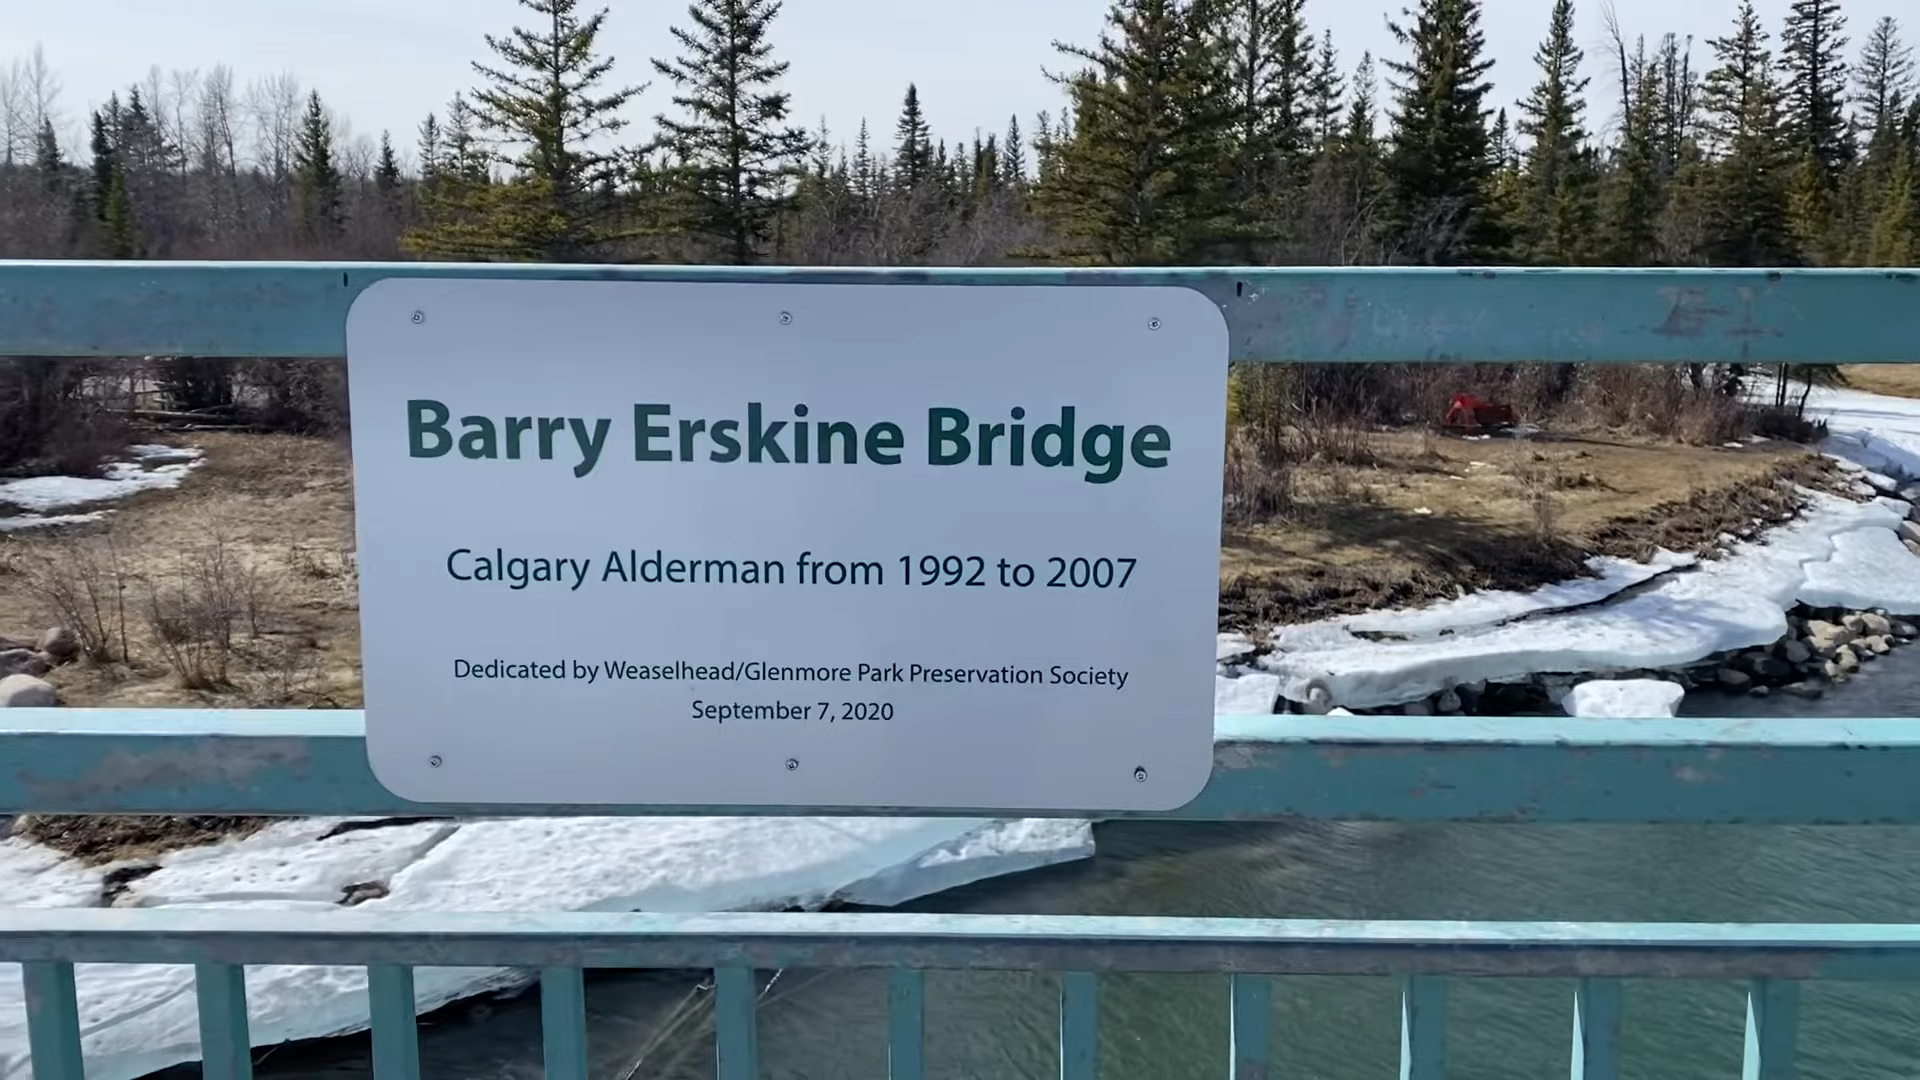 Barry Erskine Bridge
Calgary Alderman from 1992 to 2007
Dedicated by Weaselhead/Glenmore Park Preservation Society
September 7, 2020